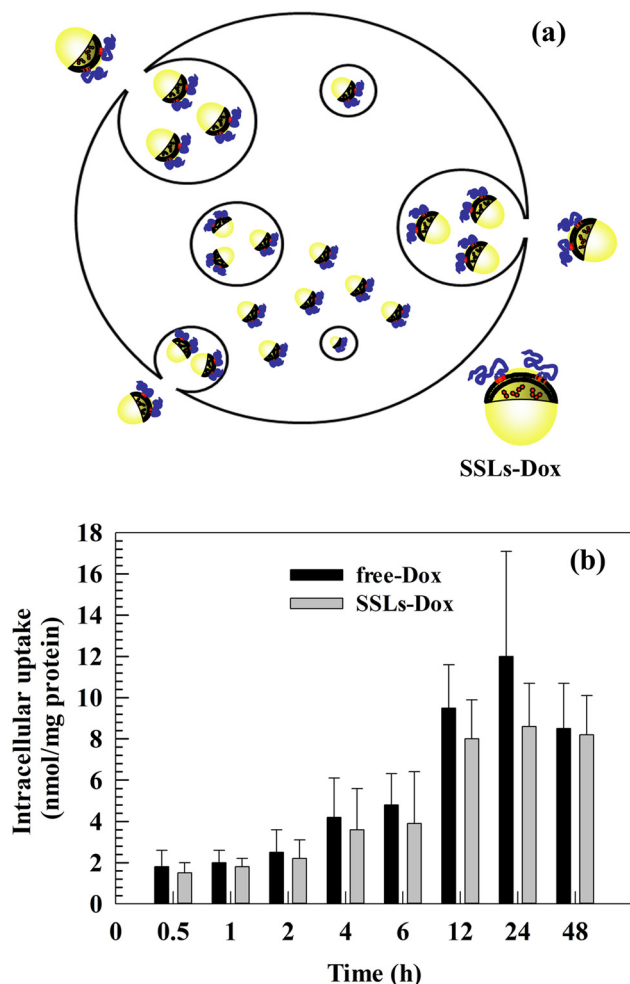 (a)
SSLs-Dox
(b)
free-Dox
SSLs-Dox
Intracellular uptake
(nmol/mg protein)
18
16
14
12
10
8
6
4
2
0
0 0.5 1 2 4 6 12 24 48
Time (h)